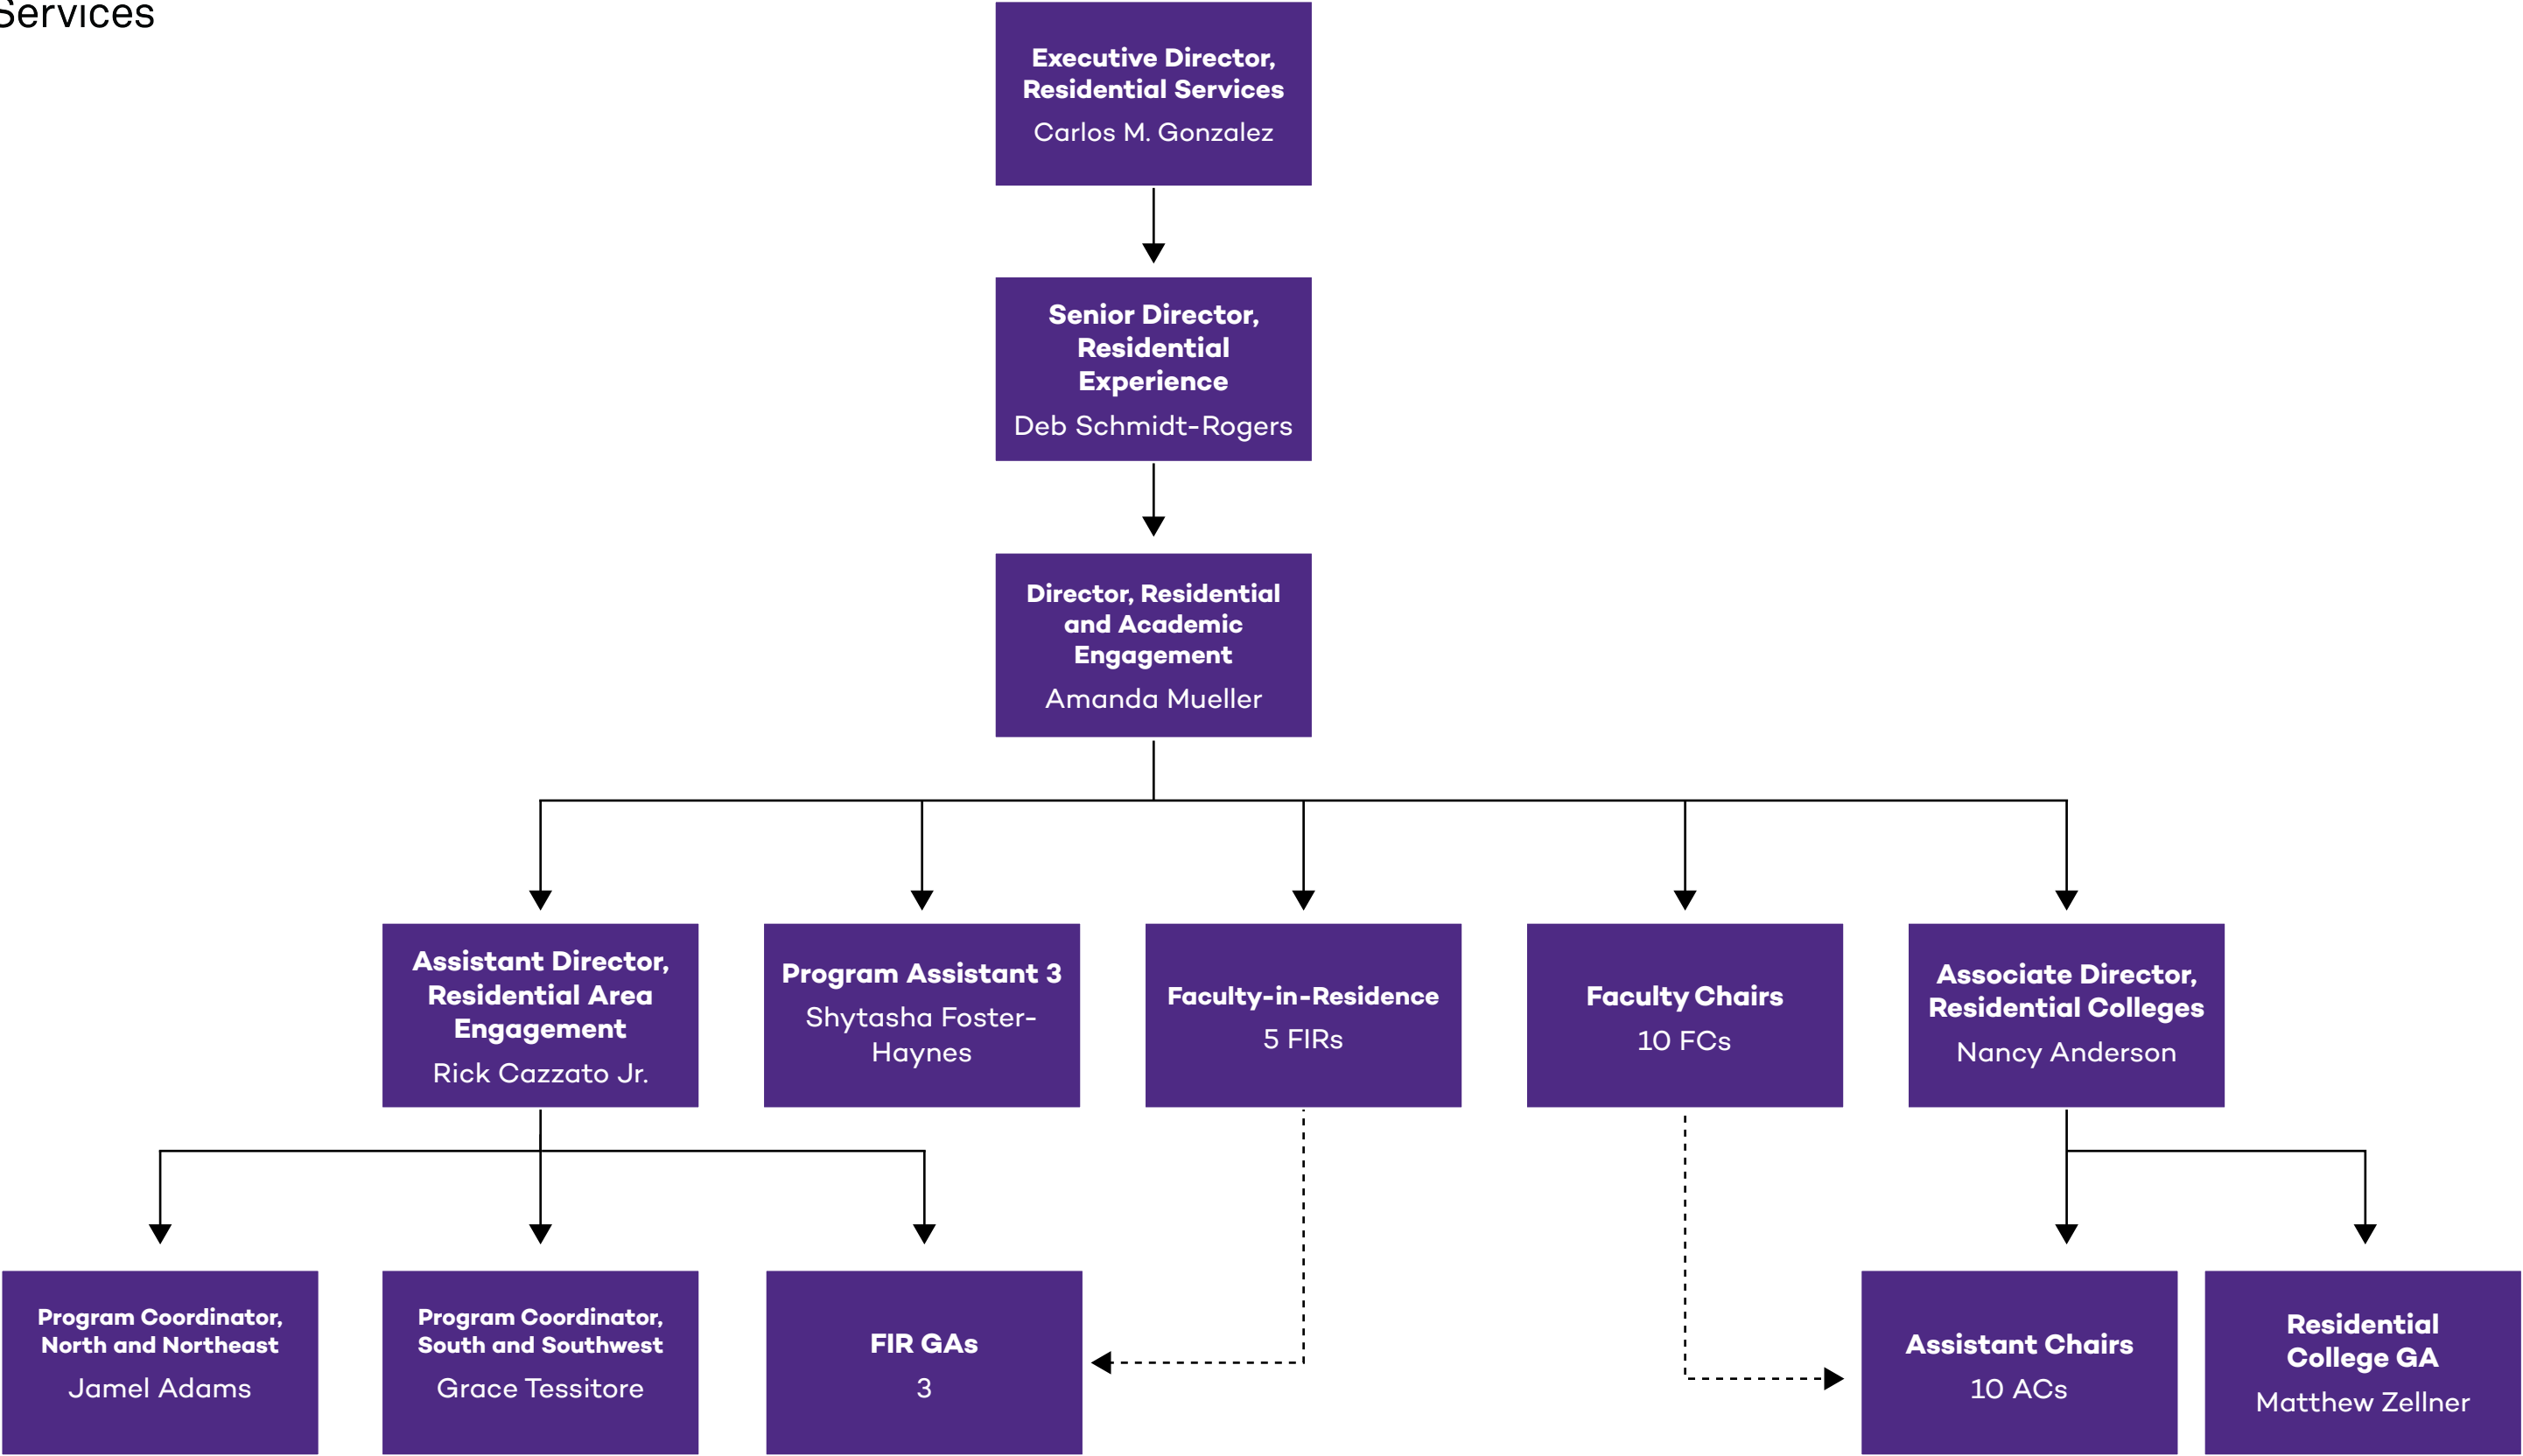 Services
Executive Director,
Residential Services
Carlos M. Gonzalez
Senior Director,
Residential
Experience
Deb Schmidt-Rogers
Director, Residential
and Academic
Engagement
Amanda Mueller
Assistant Director,
Residential Area
Engagement
Rick Cazzato Jr.
Program Assistant 3
Shytasha Foster-
Haynes
Faculty-in-Residence
5 FIRs
Faculty Chairs
10 FCs
Associate Director,
Residential Colleges
Nancy Anderson
Program Coordinator,
North and Northeast
Jamel Adams
Program Coordinator,
South and Southwest
Grace Tessitore
FIR GAs
3
Assistant Chairs
10 ACs
Residential
College GA
Matthew Zellner